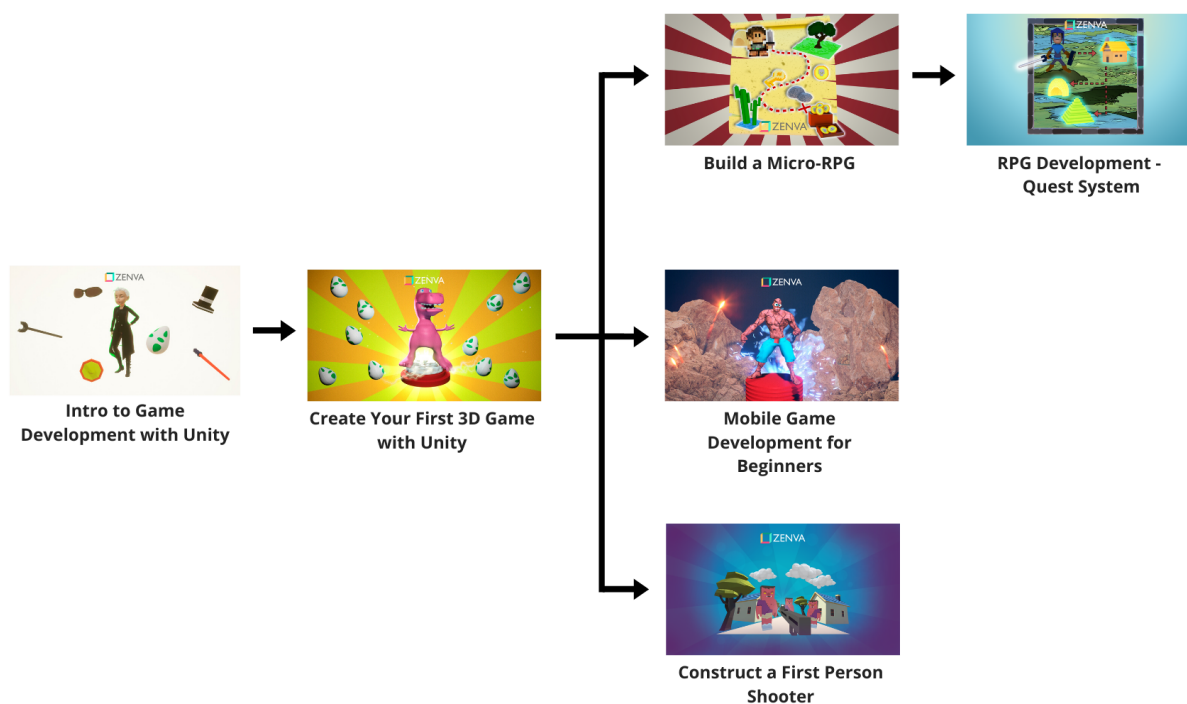 ZENVA
Intro to Game
Development with Unity
ZENVA
Create Your First 3D Game
with Unity
ZENVA
Build a Micro-RPG
ZENVA
RPG Development -
Quest System
ZENVA
Mobile Game
Development for
Beginners
ZENVA
Construct a First Person
Shooter